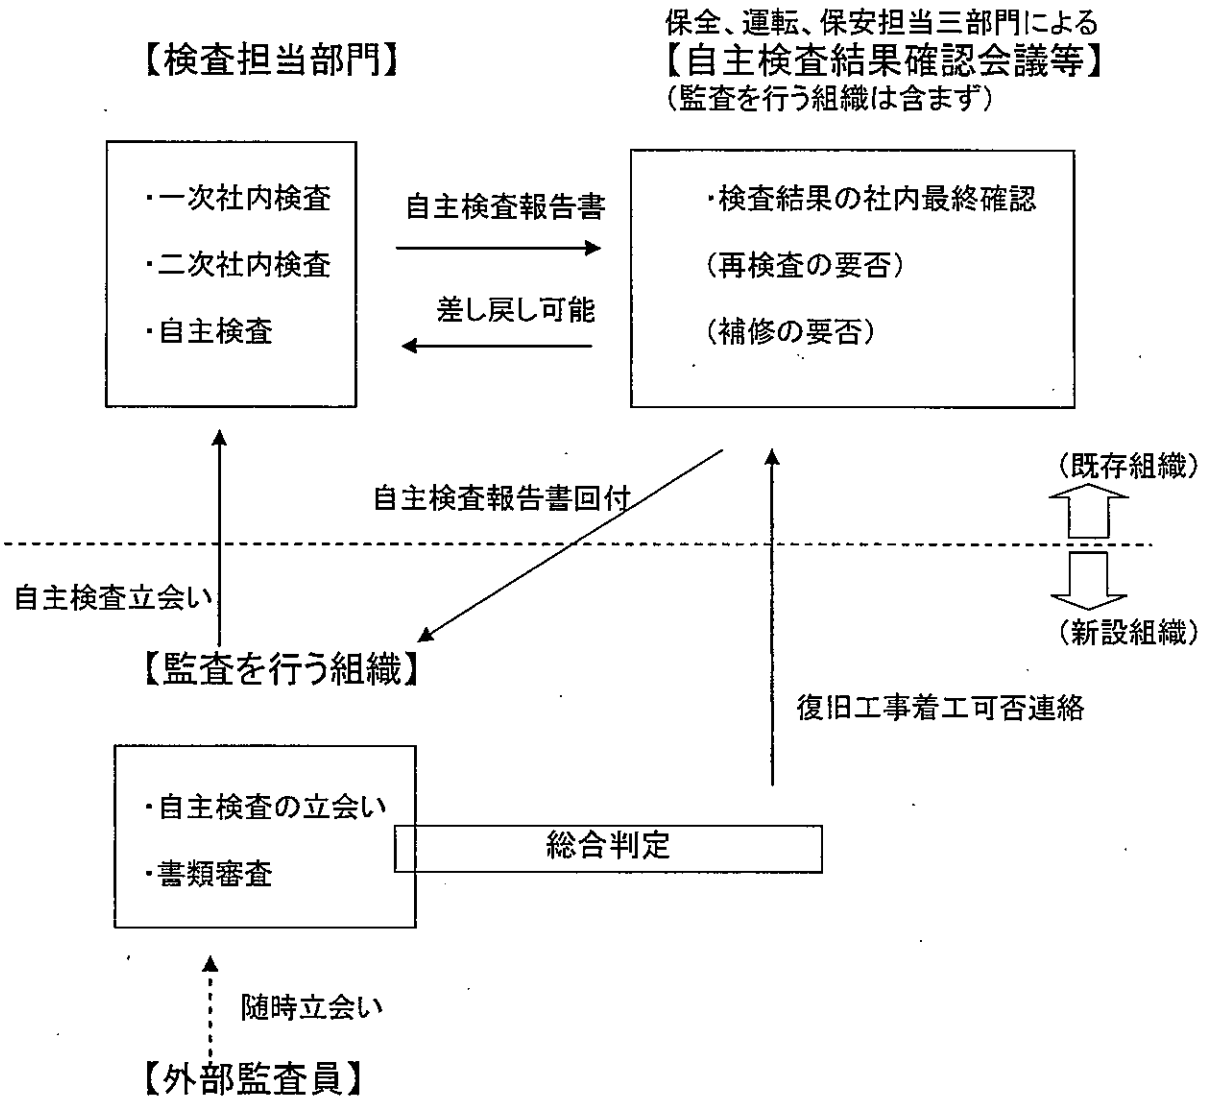 保全、運転、保安担当三部門による
【検査担当部門】
【自主検査結果確認会議等】
(監査を行う組織は含まず)
・一次社内検査
・二次社内検査
・自主検査
自主検査報告書
差し戻し可能
・検査結果の社内最終確認
(再検査の要否)
(補修の要否)
(既存組織)
自主検査報告書回付
自主検査立会い
(新設組織)
【監査を行う組織】
復旧工事着工可否連絡
・自主検査の立会い
・書類審査
総合判定
随時立会い
【外部監査員】